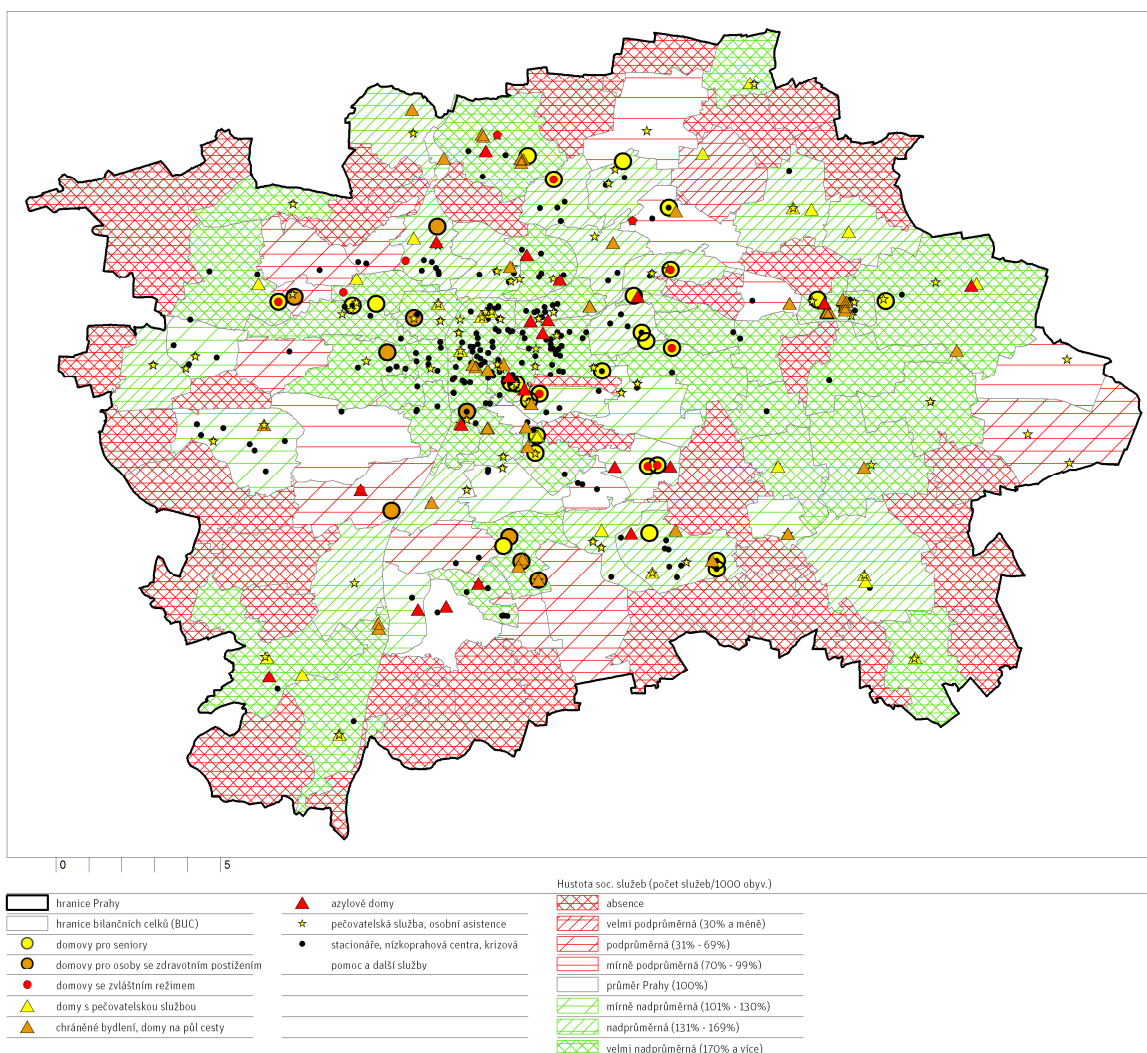 0 5
hranice Prahy
hranice bilančních celků (BUC)
domovy pro seniory
domovy pro osoby se zdravotním postižením
domovy se zvláštním režimem
domy s pečovatelskou službou
chráněné bydlení, domy na půl cesty
azylové domy
pečovatelská služba, osobní asistence
stacionáře, nízkoprahová centra, krizová
pomoc a další služby
Hustota soc. služeb (počet služeb/1000 obyv.)
absence
velmi podprůměrná (30% a méně)
podprůměrná (31% - 69%)
mírně podprůměrná (70% - 99%)
průměr Prahy (100%)
mírně nadprůměrná (101% - 130%)
nadprůměrná (131% - 169%)
velmi nadprůměrná (170% a více)